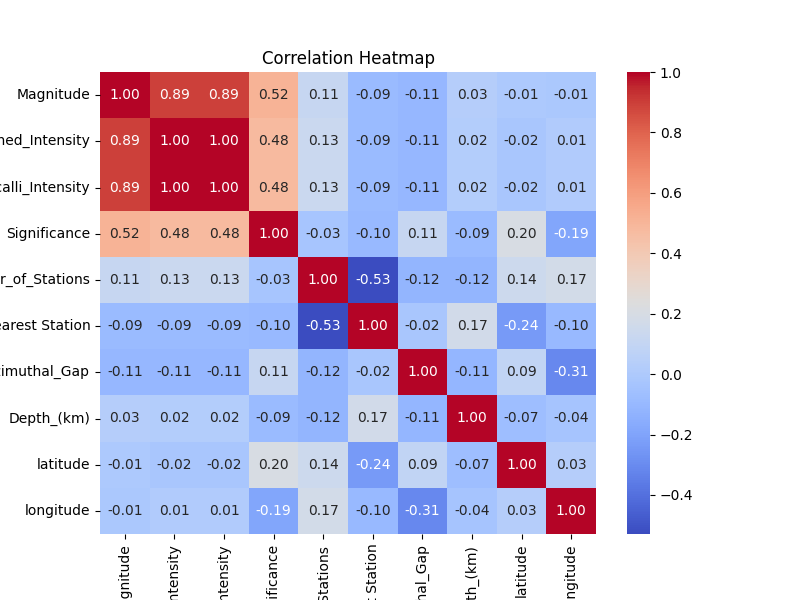 Correlation Heatmap
Magnitude 1.00 0.89 0.89 0.52 0.11 -0.09 -0.11 0.03 -0.01 -0.01
ned_Intensity 0.89 1.00 1.00 0.48 0.13 -0.09 -0.11 0.02 -0.02 0.01
calli_Intensity 0.89 1.00 1.00 0.48 0.13 -0.09 -0.11 0.02 -0.02 0.01
Significance 0.52 0.48 0.48 1.00 -0.03 -0.10 0.11 -0.09 0.20 -0.19
r_of_Stations 0.11 0.13 0.13 -0.03 1.00 -0.53 -0.12 -0.12 0.14 0.17
earest Station -0.09 -0.09 -0.09 -0.10 -0.53 1.00 -0.02 0.17 -0.24 -0.10
imuthal_Gap -0.11 -0.11 -0.11 0.11 -0.12 -0.02 1.00 -0.11 0.09 -0.31
Depth_(km) 0.03 0.02 0.02 -0.09 -0.12 0.17 -0.11 1.00 -0.07 -0.04
latitude -0.01 -0.02 -0.02 0.20 0.14 -0.24 0.09 -0.07 1.00 0.03
longitude -0.01 0.01 0.01 -0.19 0.17 -0.10 -0.31 -0.04 0.03 1.00
gnitude
ntensity
ntensity
ificance
Stations
t Station
nal_Gap
th_(km)
latitude
ngitude
1.0
0.8
0.6
0.4
0.2
0.0
−0.2
−0.4